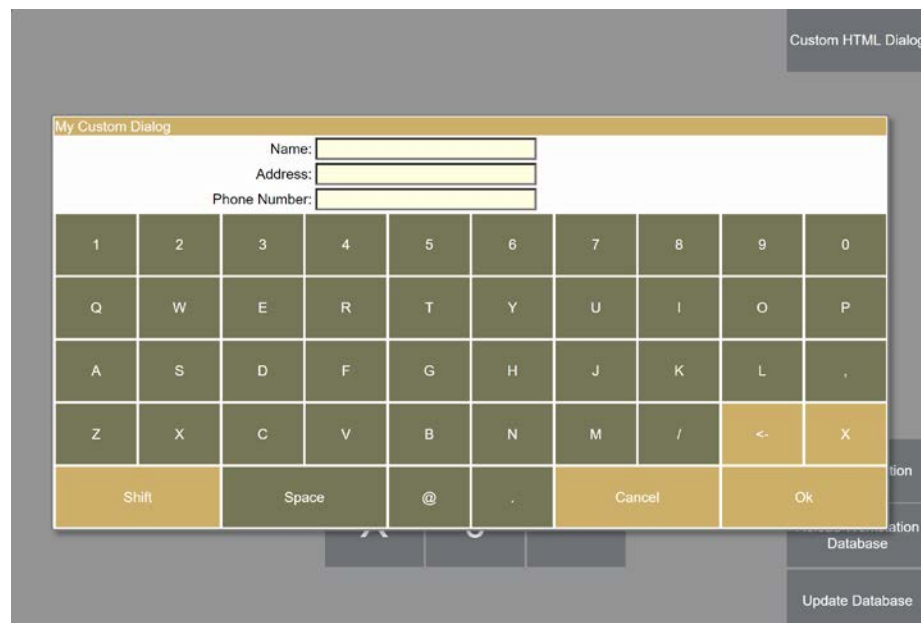 Custom HTML Dialog
My Custom Dialog
Name:
Address:
Phone Number:
1 2 3 4 5 6 7 8 9 0
Q W E R T Y U I O P
A S D F G H J K L ,
Z X C V B N M / <- X
Shift Space @ . Cancel Ok
tion
Database
Update Database